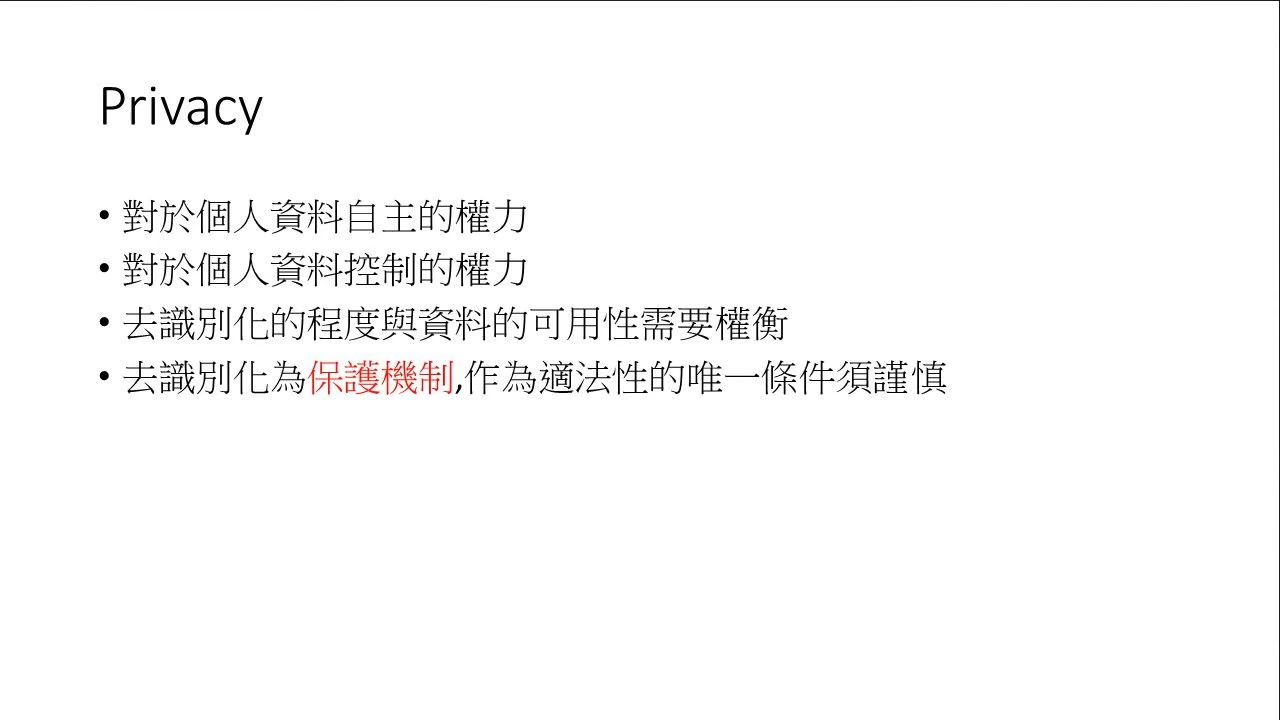 Privacy
• 對於個人資料自主的權力
• 對於個人資料控制的權力
• 去識別化的程度與資料的可用性需要權衡
• 去識別化為保護機制,作為適法性的唯一條件須謹慎